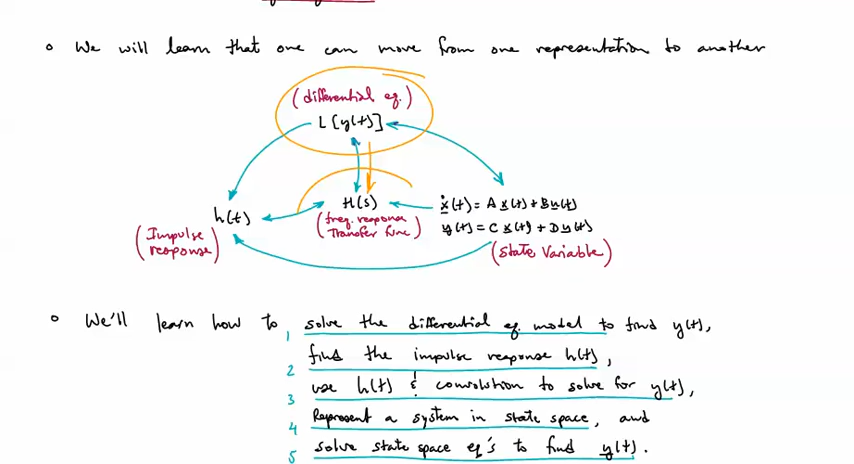 o We will learn that one can move from one representation to another
(differential eq.)
L[y(t)]
h(t)
(Impulse response)
H(s)
(freq. response Transfer func)
ẋ(t) = A x(t) + B u(t)
y(t) = C x(t) + D u(t)
(State Variable)
o We'll learn how to 1 solve the differential eq. model to find y(t),
2 find the impulse response h(t),
3 use h(t) & convolution to solve for y(t),
4 Represent a system in state space, and
5 solve state space eq's to find y(t).